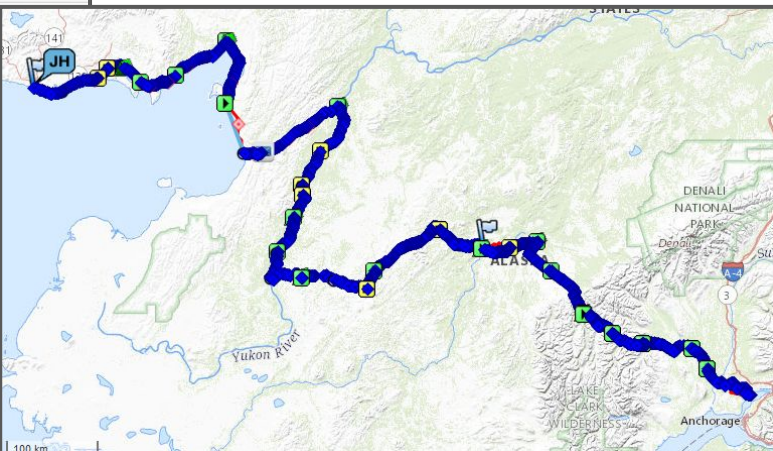 STATES
141
JH
DENALI
NATIONAL
PARK
Denali
A-4
3
ALASKA
Yukon River
LAKE
CLARK
WILDERNESS
Anchorage
100 km